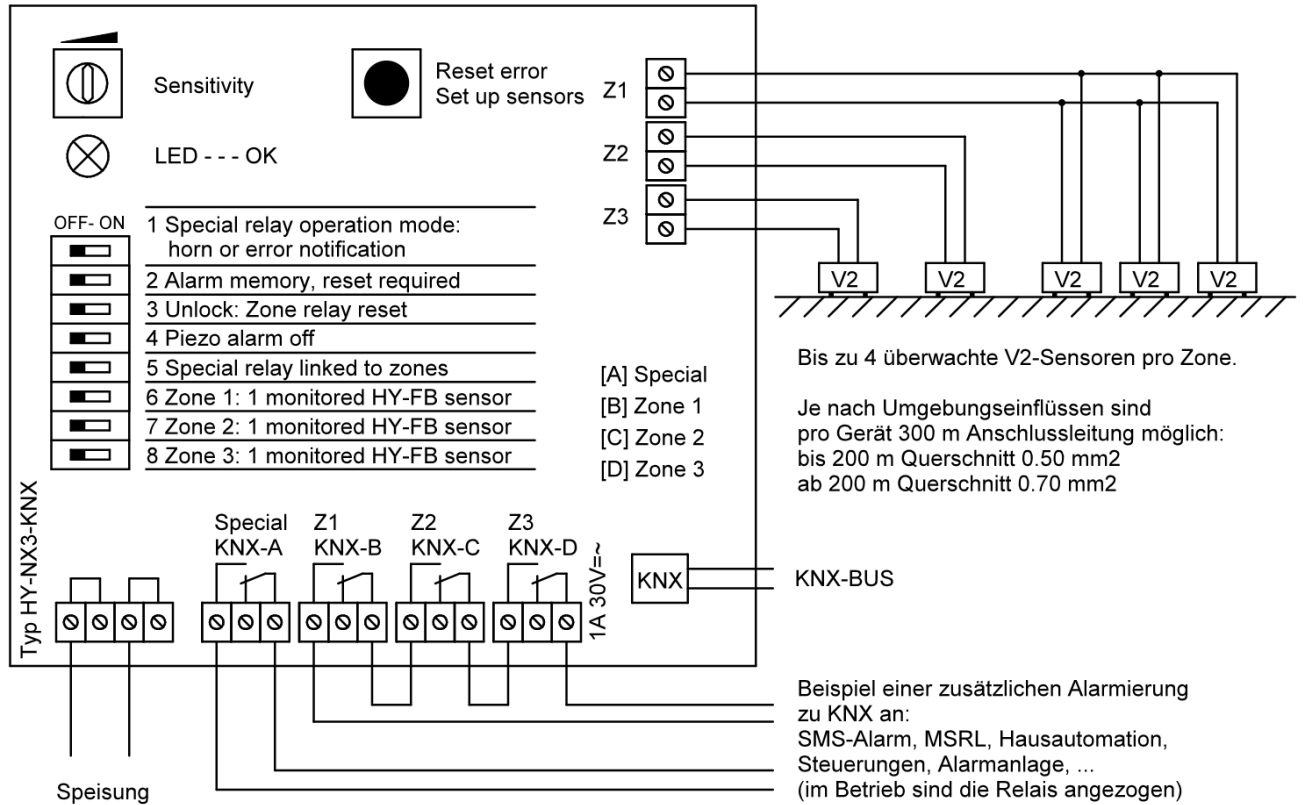 Sensitivity
Reset error
Set up sensors
LED - - - OK
Z1
Z2
Z3
OFF- ON
1 Special relay operation mode:
horn or error notification
2 Alarm memory, reset required
3 Unlock: Zone relay reset
4 Piezo alarm off
5 Special relay linked to zones
6 Zone 1: 1 monitored HY-FB sensor
7 Zone 2: 1 monitored HY-FB sensor
8 Zone 3: 1 monitored HY-FB sensor
[A] Special
[B] Zone 1
[C] Zone 2
[D] Zone 3
V2 V2 V2 V2 V2
Bis zu 4 überwachte V2-Sensoren pro Zone.
Je nach Umgebungseinflüssen sind
pro Gerät 300 m Anschlussleitung möglich:
bis 200 m Querschnitt 0.50 mm2
ab 200 m Querschnitt 0.70 mm2
Typ HY-NX3-KNX
Special Z1 Z2 Z3
KNX-A KNX-B KNX-C KNX-D
1A 30V=~
KNX
KNX-BUS
Speisung
Beispiel einer zusätzlichen Alarmierung
zu KNX an:
SMS-Alarm, MSRL, Hausautomation,
Steuerungen, Alarmanlage, ...
(im Betrieb sind die Relais angezogen)